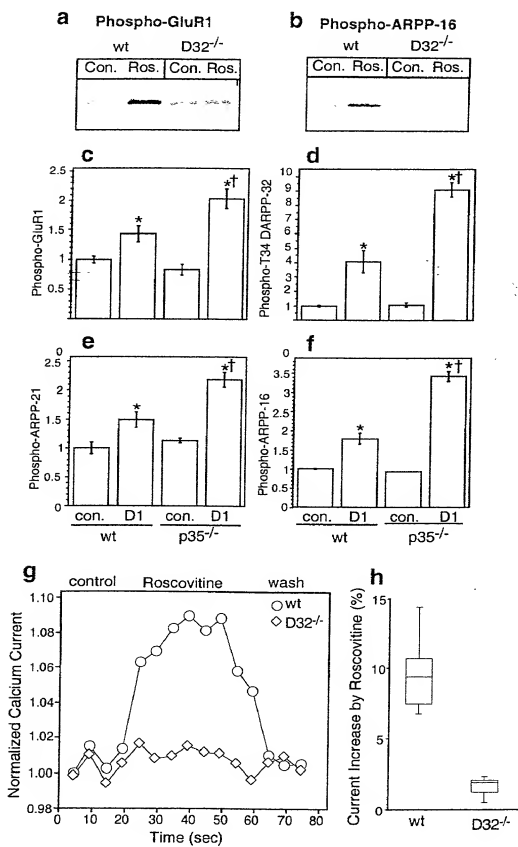 a Phospho-GluR1
wt D32-/-
Con. Ros. Con. Ros.
b Phospho-ARPP-16
wt D32-/-
Con. Ros. Con. Ros.
c
Phospho-GluR1
2.5
2
1.5
1
0.5
0
*
*†
d
Phospho-T34 DARPP-32
10
9
8
7
6
5
4
2
1
0
*
*†
e
Phospho-ARPP-21
2.5
2
1.5
1
0.5
0
*
*†
con. D1 con. D1
wt p35-/-
f
Phospho-ARPP-16
3.5
3
2.5
2
1.5
1
0.5
0
*
*†
con. D1 con. D1
wt p35-/-
g
control Roscovitine wash
wt
D32-/-
Normalized Calcium Current
1.10
1.08
1.06
1.04
1.02
1.00
0.98
0 10 20 30 40 50 60 70 80
Time (sec)
h
Current Increase by Roscovitine (%)
15
10
5
0
wt D32-/-